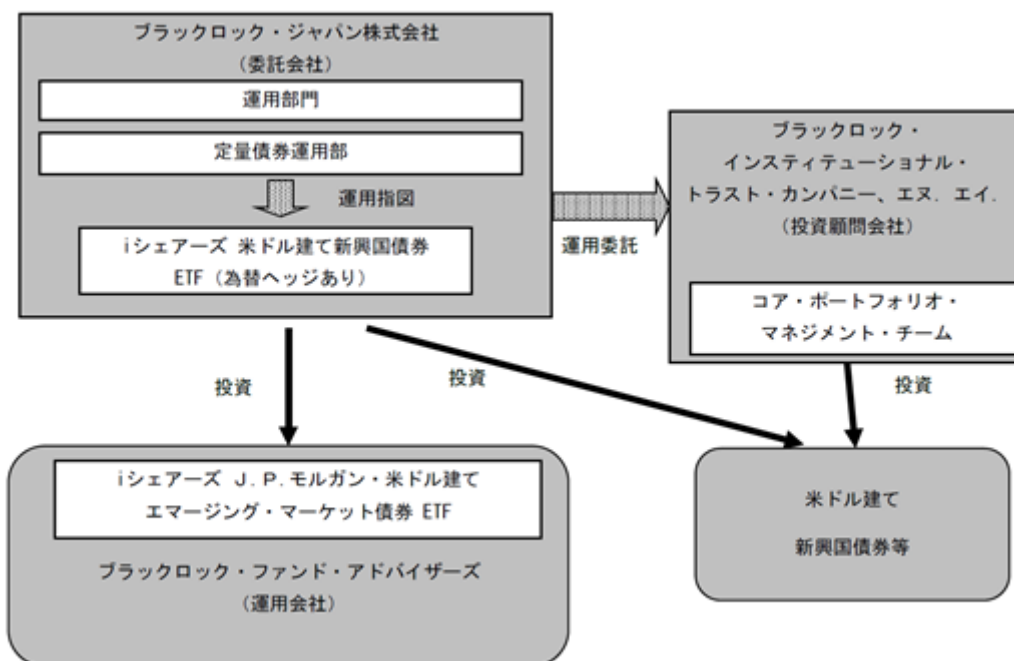 ブラックロック・ジャパン株式会社
（委託会社）
運用部門
定量債券運用部
運用指図
iシェアーズ 米ドル建て新興国債券
ETF（為替ヘッジあり）
運用委託
ブラックロック・
インスティテューショナル・
トラスト・カンパニー、エヌ．エイ．
（投資顧問会社）
コア・ポートフォリオ・
マネジメント・チーム
投資
投資
投資
iシェアーズ Ｊ．Ｐ．モルガン・米ドル建て
エマージング・マーケット債券 ETF
ブラックロック・ファンド・アドバイザーズ
（運用会社）
米ドル建て
新興国債券等